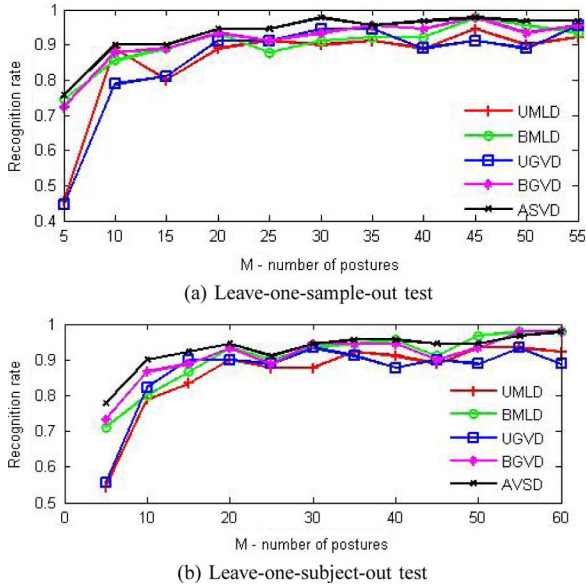 1
0.9
0.8
0.7
0.6
0.5
0.4
Recognition rate
UMLD
BMLD
UGVD
BGVD
ASVD
5 10 15 20 25 30 35 40 45 50 55
M - number of postures
(a) Leave-one-sample-out test
1
0.9
0.8
0.7
0.6
0.5
Recognition rate
UMLD
BMLD
UGVD
BGVD
AVSD
0 10 20 30 40 50 60
M - number of postures
(b) Leave-one-subject-out test